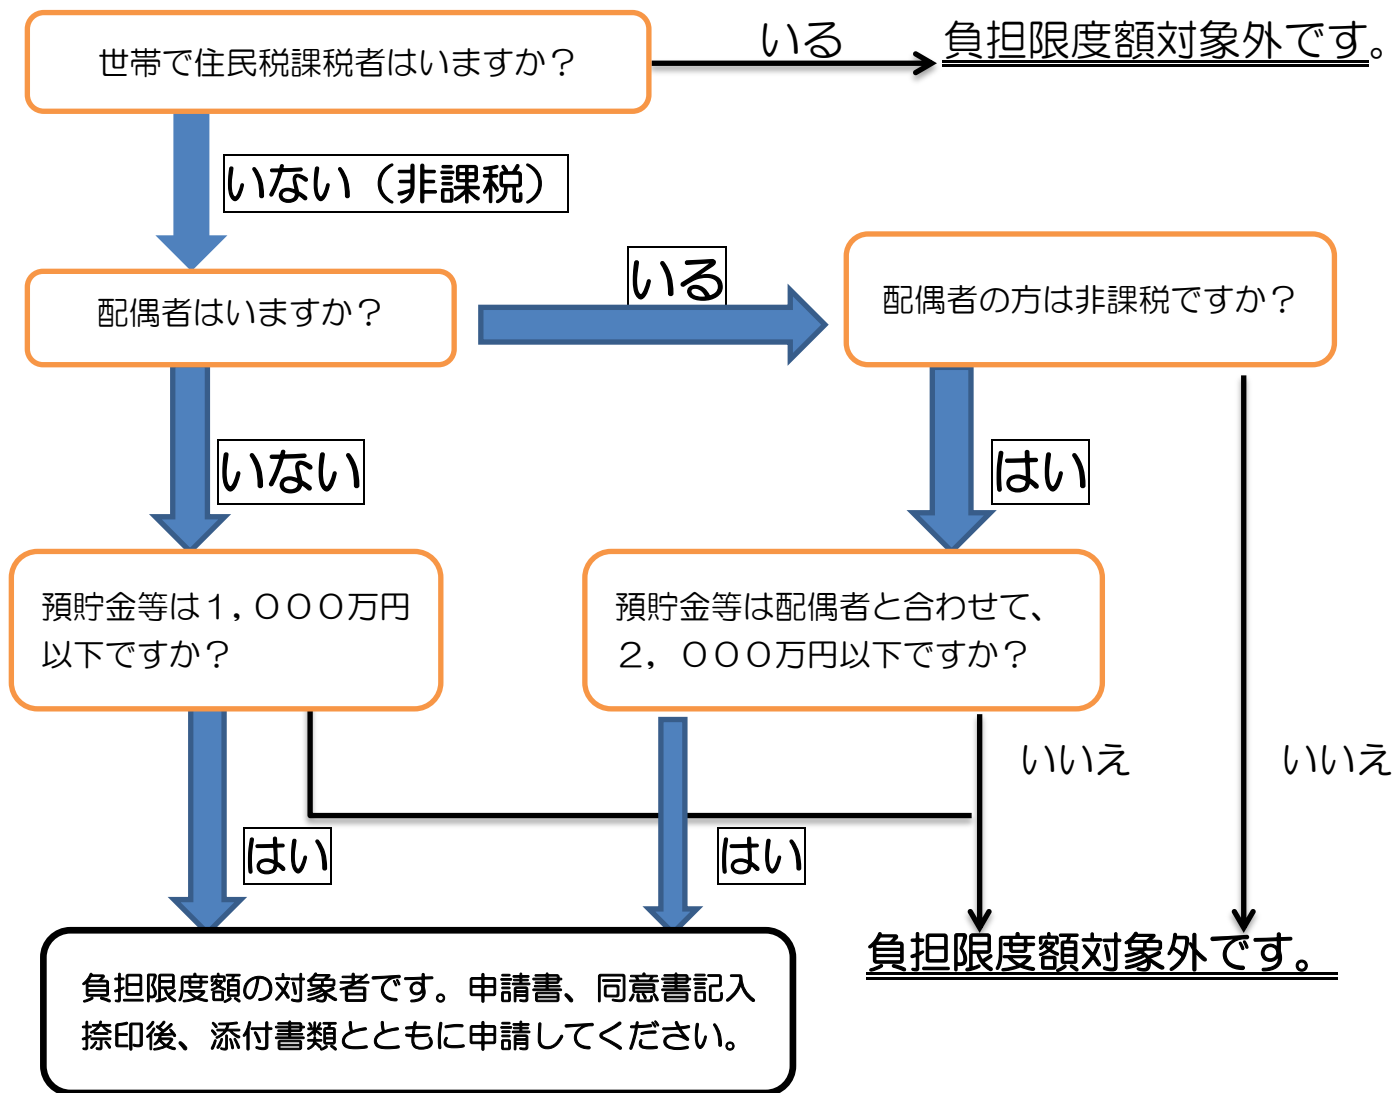 世帯で住民税課税者はいますか？
いる
負担限度額対象外です。
いない（非課税）
配偶者はいますか？
いる
配偶者の方は非課税ですか？
いない
はい
預貯金等は１，０００万円
以下ですか？
預貯金等は配偶者と合わせて、
２，０００万円以下ですか？
いいえ
いいえ
はい
はい
負担限度額対象外です。
負担限度額の対象者です。申請書、同意書記入
捺印後、添付書類とともに申請してください。